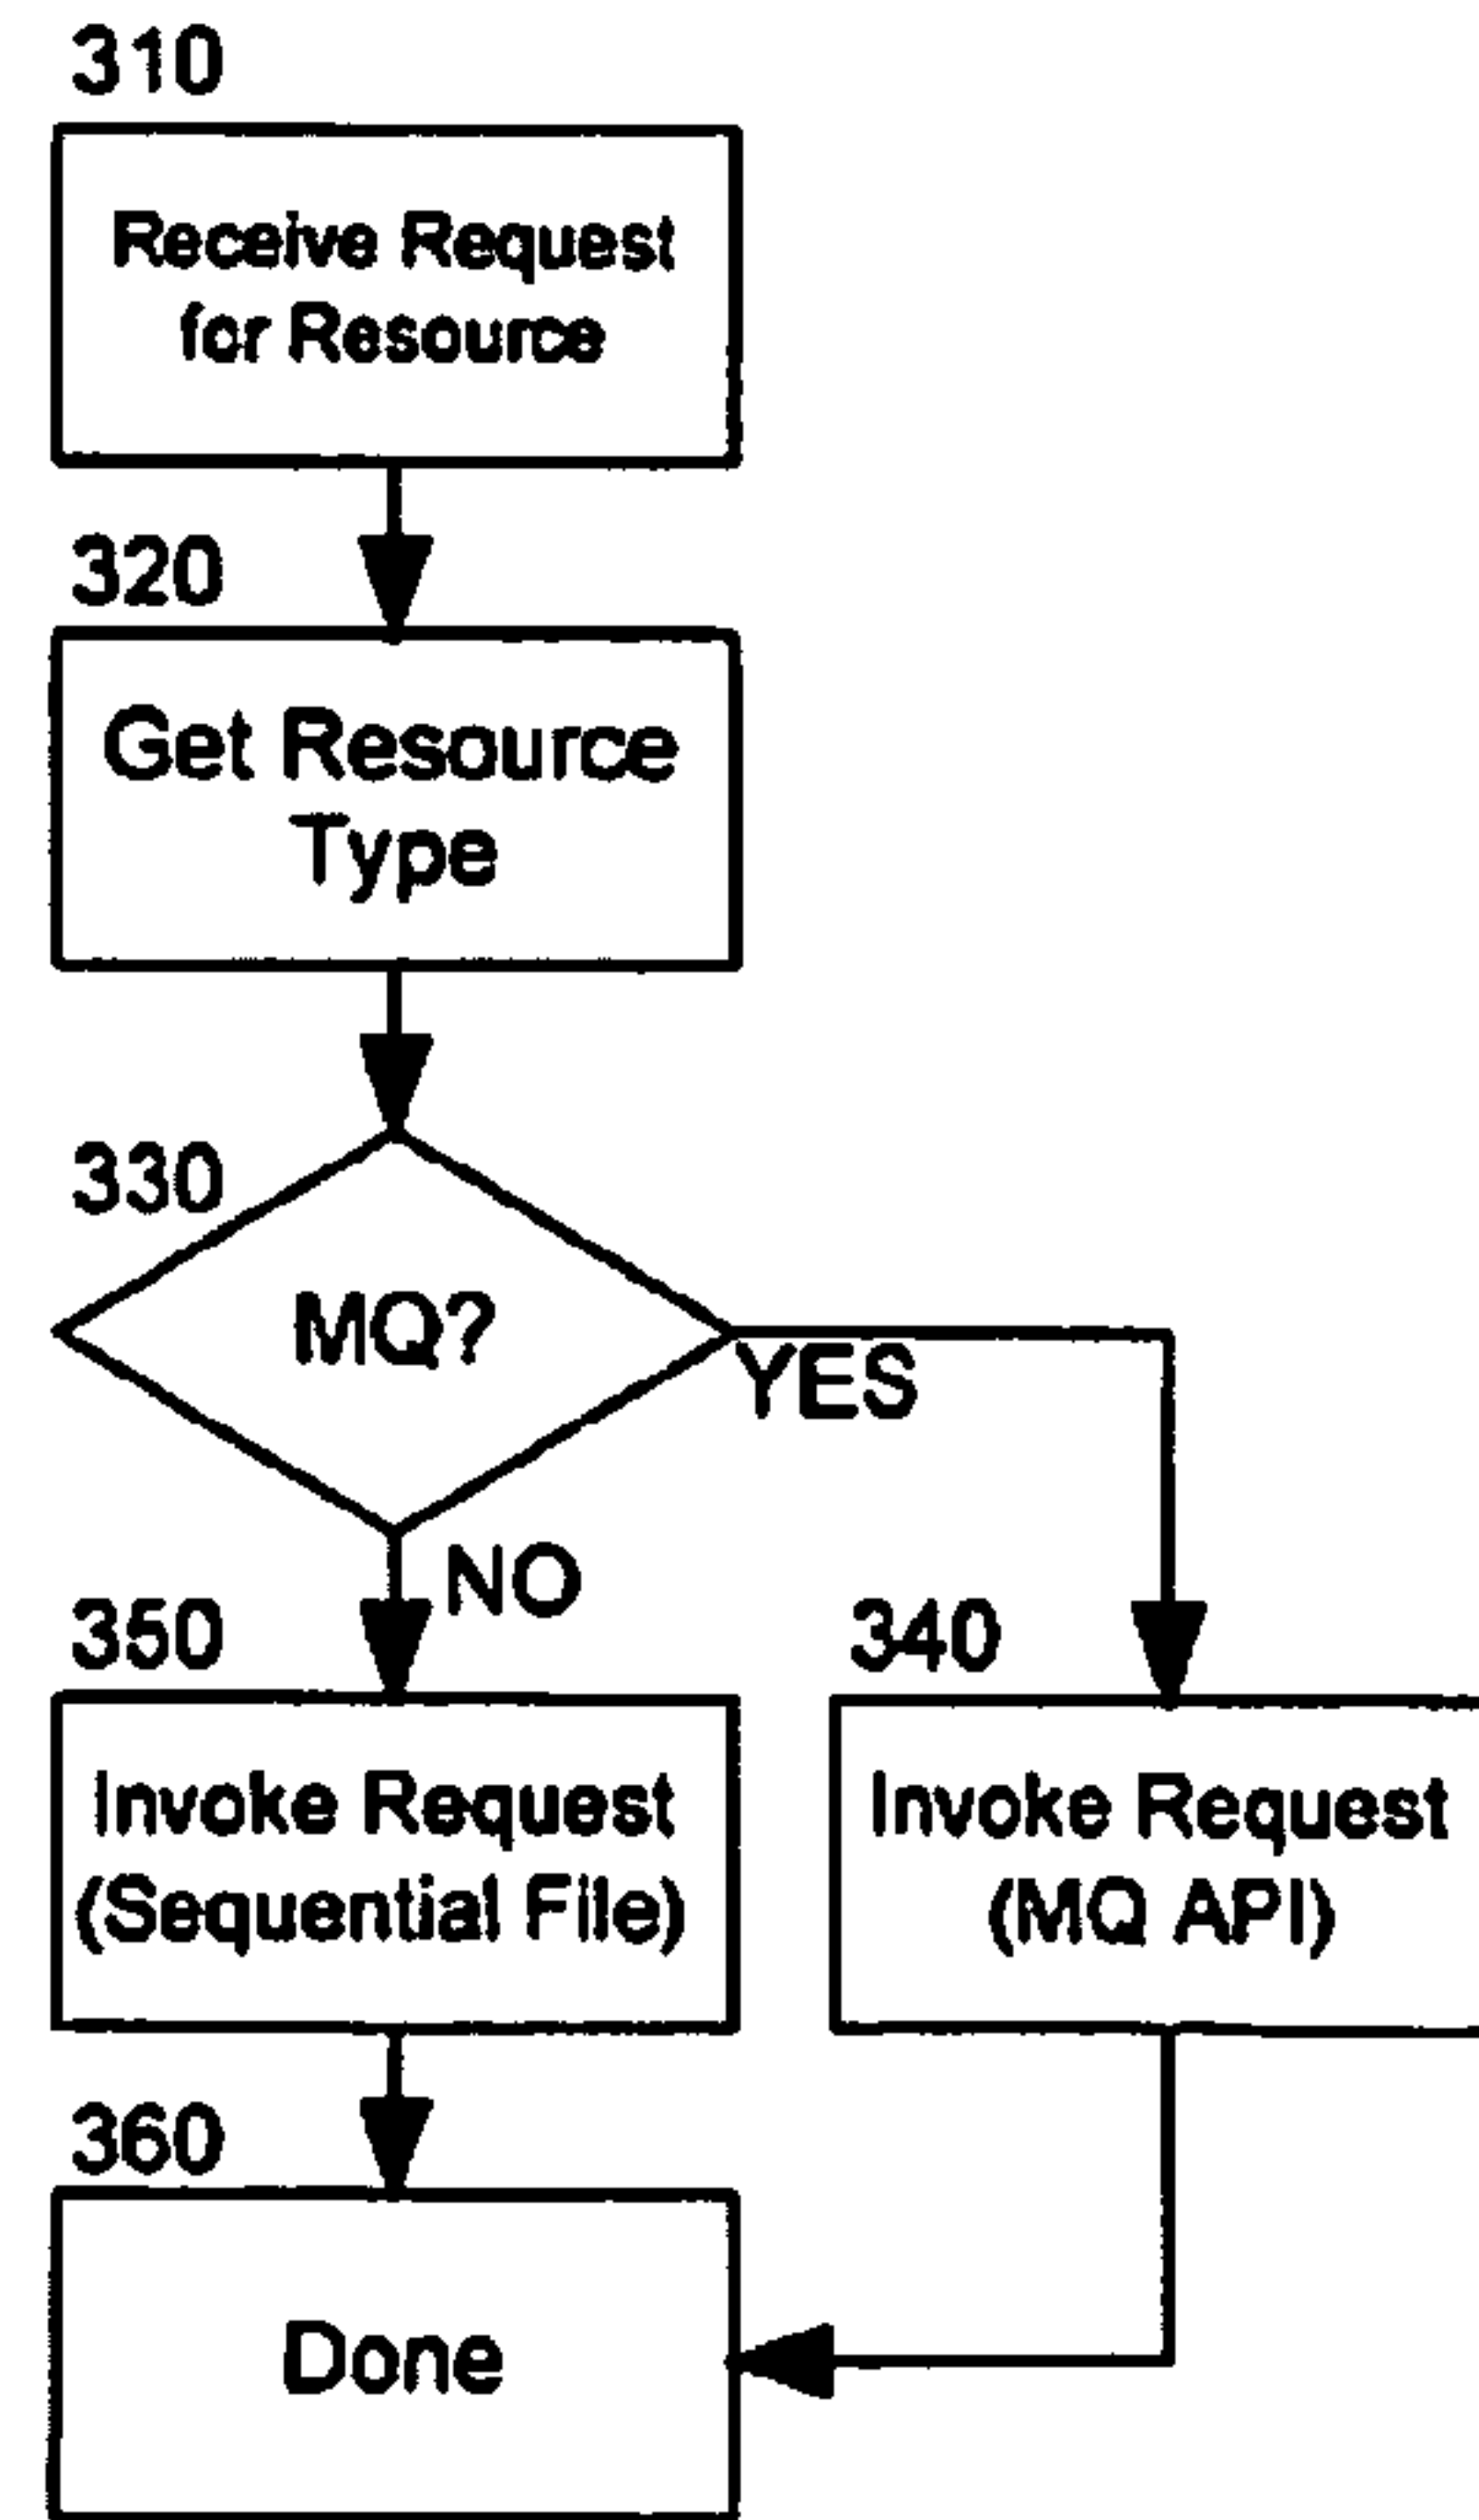 310
Receive Request
for Resource
320
Get Resource
Type
330
MQ?
YES
NO
350
Invoke Request
(Sequential File)
340
Invoke Request
(MQ API)
360
Done